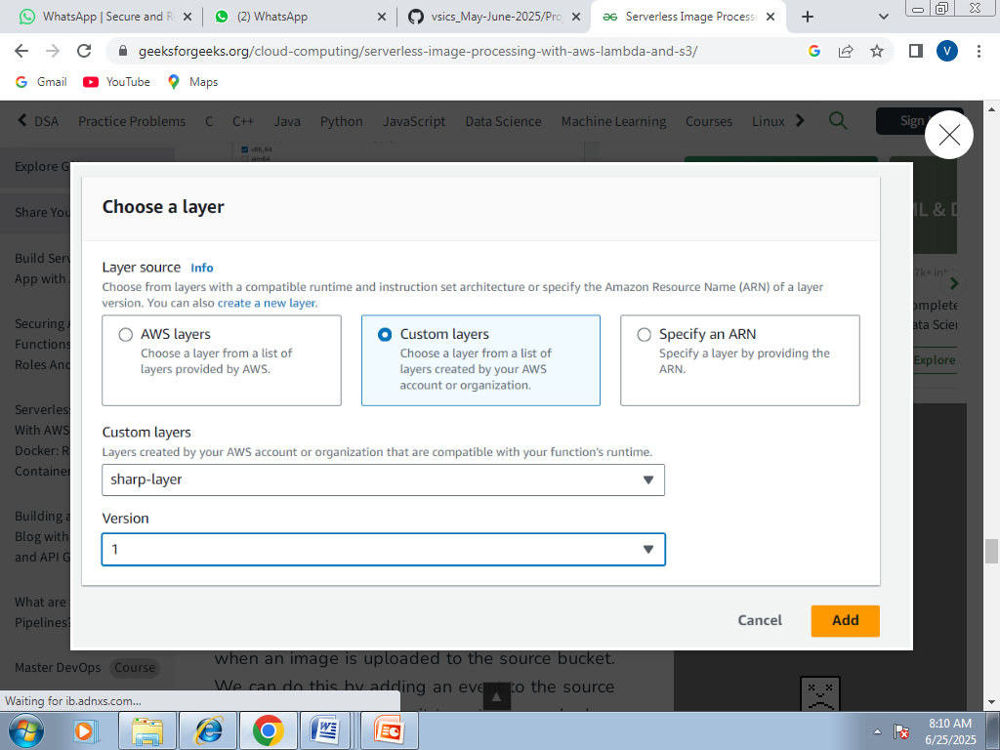 WhatsApp | Secure and R
(2) WhatsApp
vsics_May-June-2025/Pro
Serverless Image Process
geeksforgeeks.org/cloud-computing/serverless-image-processing-with-aws-lambda-and-s3/
V
Gmail
YouTube
Maps
DSA
Practice Problems
C
C++
Java
Python
JavaScript
Data Science
Machine Learning
Courses
Linux
Sign
x86_64
arm64
Explore G
Share You
Build Serv
App with
Securing A
Functions
Roles And
Serverless
With AWS
Docker: R
Container
Building a
Blog with
and API G
What are
Pipelines?
Master DevOps Course
Choose a layer
Layer source Info
Choose from layers with a compatible runtime and instruction set architecture or specify the Amazon Resource Name (ARN) of a layer
version. You can also create a new layer.
AWS layers
Choose a layer from a list of
layers provided by AWS.
Custom layers
Choose a layer from a list of
layers created by your AWS
account or organization.
Specify an ARN
Specify a layer by providing the
ARN.
Custom layers
Layers created by your AWS account or organization that are compatible with your function's runtime.
sharp-layer
Version
1
Cancel
Add
ML & D
7k+ int
omplete
ata Scien
Explore
when an image is uploaded to the source bucket.
We can do this by adding an event to the source
Waiting for ib.adnxs.com...
8:10 AM
6/25/2025